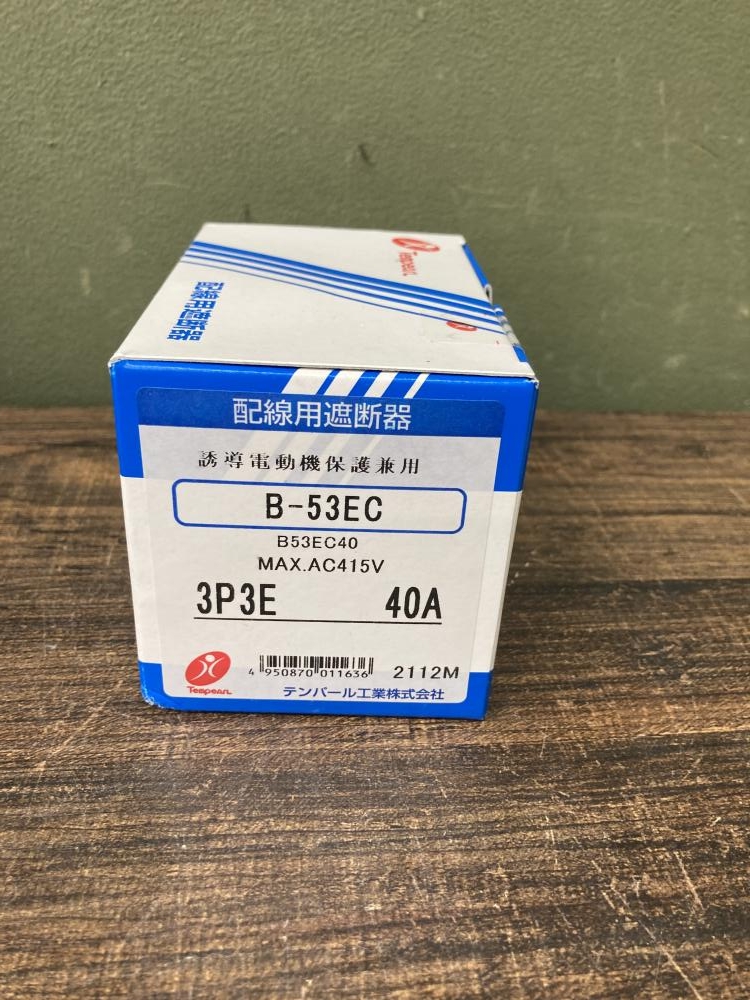 Tempearl
配線用遮断器
配線用遮断器
誘導電動機保護兼用
B-53EC
B53EC40
MAX.AC415V
3P3E 40A
4 950870 011636
2112M
Tempearl
テンパール工業株式会社